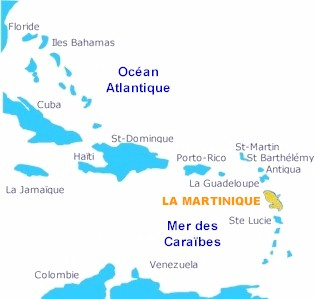 Floride
Iles Bahamas
Océan
Atlantique
Cuba
St-Domingue
St-Martin
Haïti
Porto-Rico
St Barthélémy
Antigua
La Jamaïque
La Guadeloupe
LA MARTINIQUE
Ste Lucie
Mer des
Caraïbes
Venezuela
Colombie